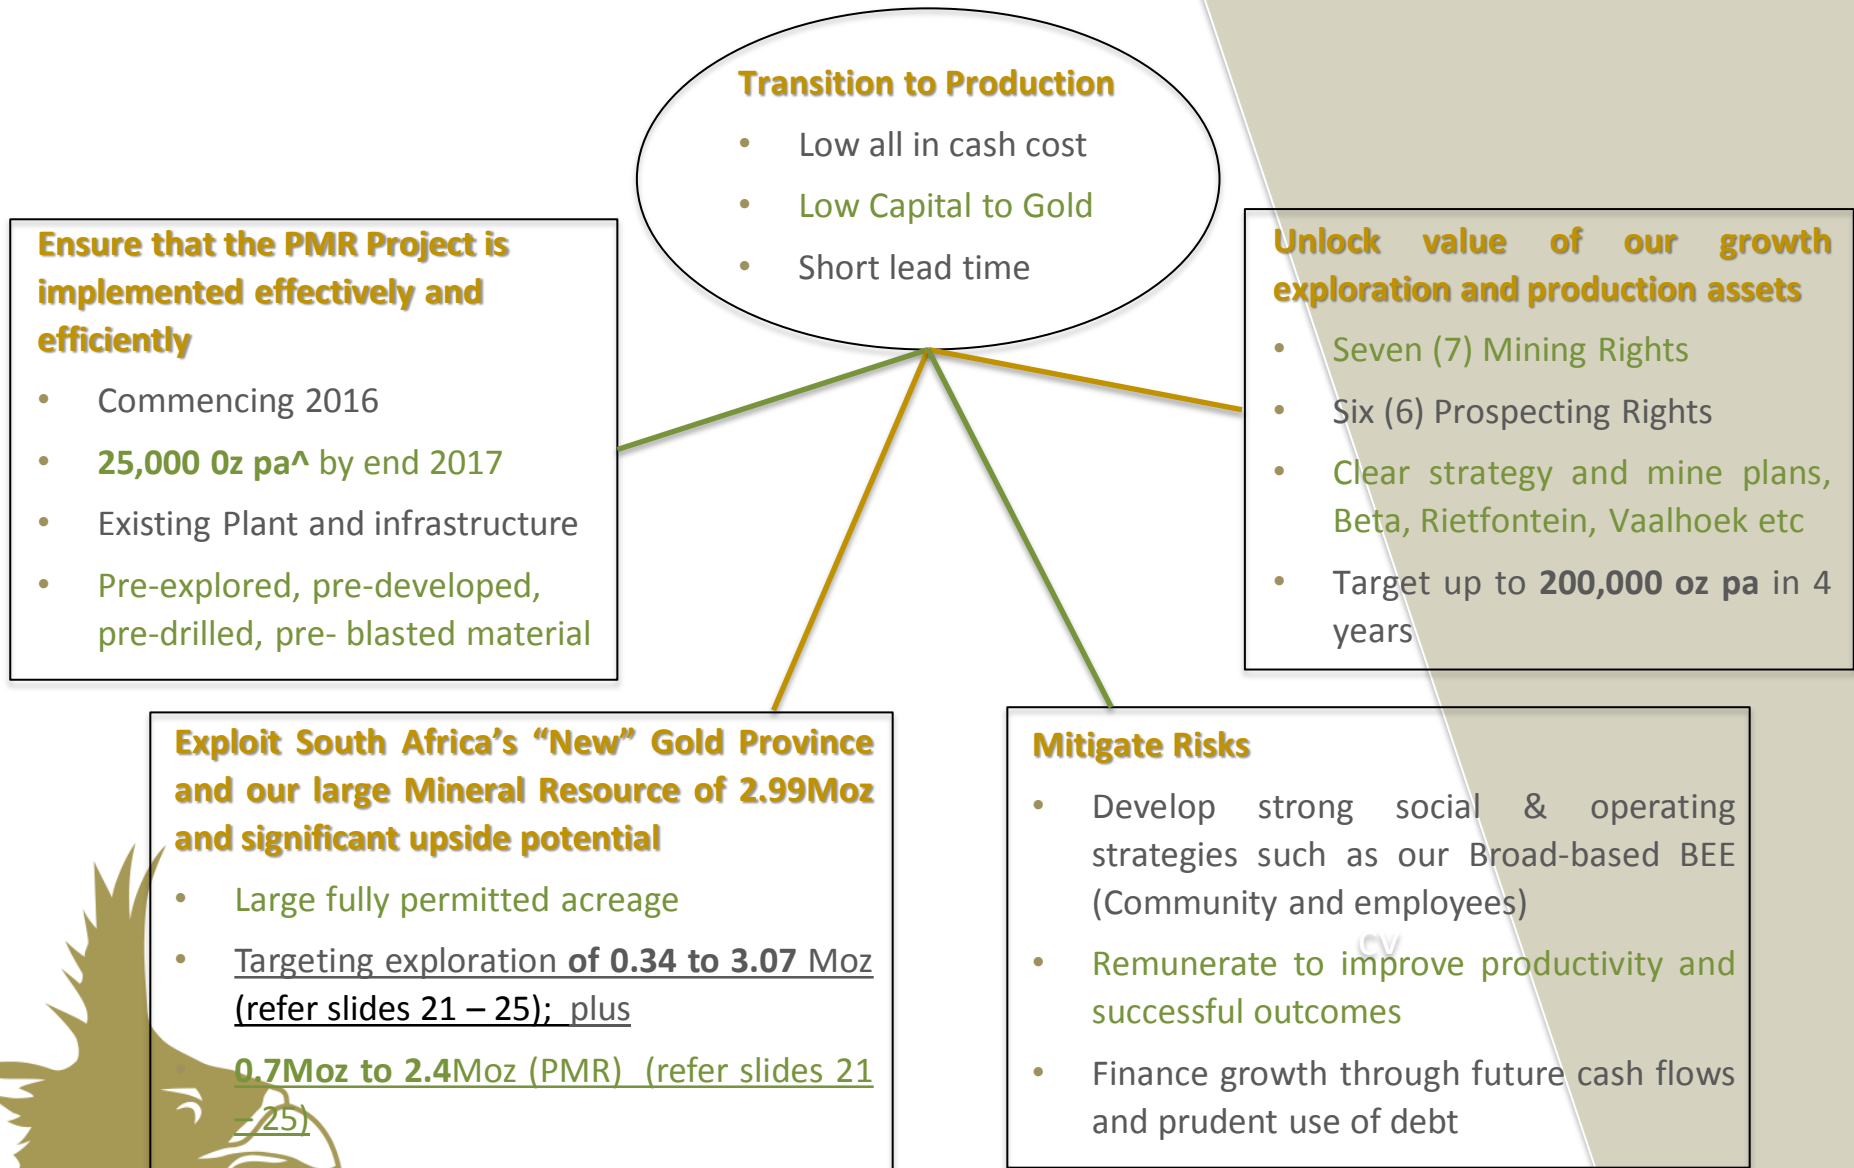 Transition to Production
• Low all in cash cost
• Low Capital to Gold
• Short lead time
Ensure that the PMR Project is
implemented effectively and
efficiently
• Commencing 2016
• 25,000 0z pa^ by end 2017
• Existing Plant and infrastructure
• Pre-explored, pre-developed,
pre-drilled, pre- blasted material
Unlock value of our growth
exploration and production assets
• Seven (7) Mining Rights
• Six (6) Prospecting Rights
• Clear strategy and mine plans,
Beta, Rietfontein, Vaalhoek etc
• Target up to 200,000 oz pa in 4
years
Exploit South Africa’s “New” Gold Province
and our large Mineral Resource of 2.99Moz
and significant upside potential
• Large fully permitted acreage
• Targeting exploration of 0.34 to 3.07 Moz
(refer slides 21 – 25); plus
• 0.7Moz to 2.4Moz (PMR) (refer slides 21
– 25)
Mitigate Risks
• Develop strong social & operating
strategies such as our Broad-based BEE
(Community and employees)
cv
• Remunerate to improve productivity and
successful outcomes
• Finance growth through future cash flows
and prudent use of debt